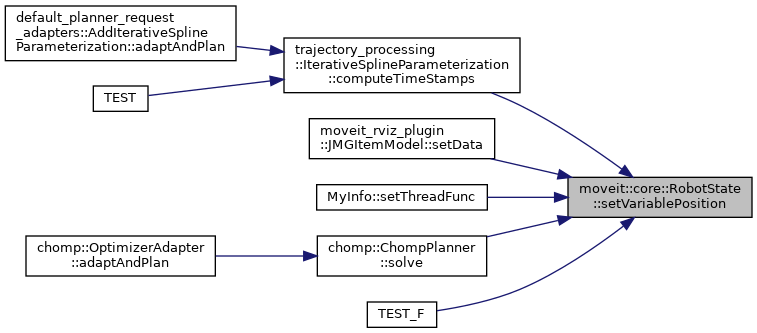 default_planner_request
_adapters::AddIterativeSpline
Parameterization::adaptAndPlan
trajectory_processing
::IterativeSplineParameterization
::computeTimeStamps
TEST
moveit_rviz_plugin
::JMGItemModel::setData
moveit::core::RobotState
::setVariablePosition
MyInfo::setThreadFunc
chomp::OptimizerAdapter
::adaptAndPlan
chomp::ChompPlanner
::solve
TEST_F